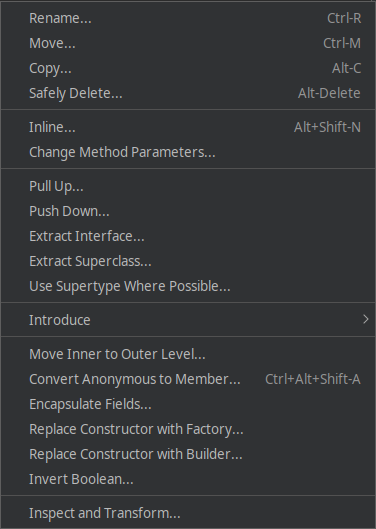 Rename... Ctrl-R
Move... Ctrl-M
Copy... Alt-C
Safely Delete... Alt-Delete
Inline... Alt+Shift-N
Change Method Parameters...
Pull Up...
Push Down...
Extract Interface...
Extract Superclass...
Use Supertype Where Possible...
Introduce
Move Inner to Outer Level...
Convert Anonymous to Member... Ctrl+Alt+Shift-A
Encapsulate Fields...
Replace Constructor with Factory...
Replace Constructor with Builder...
Invert Boolean...
Inspect and Transform...